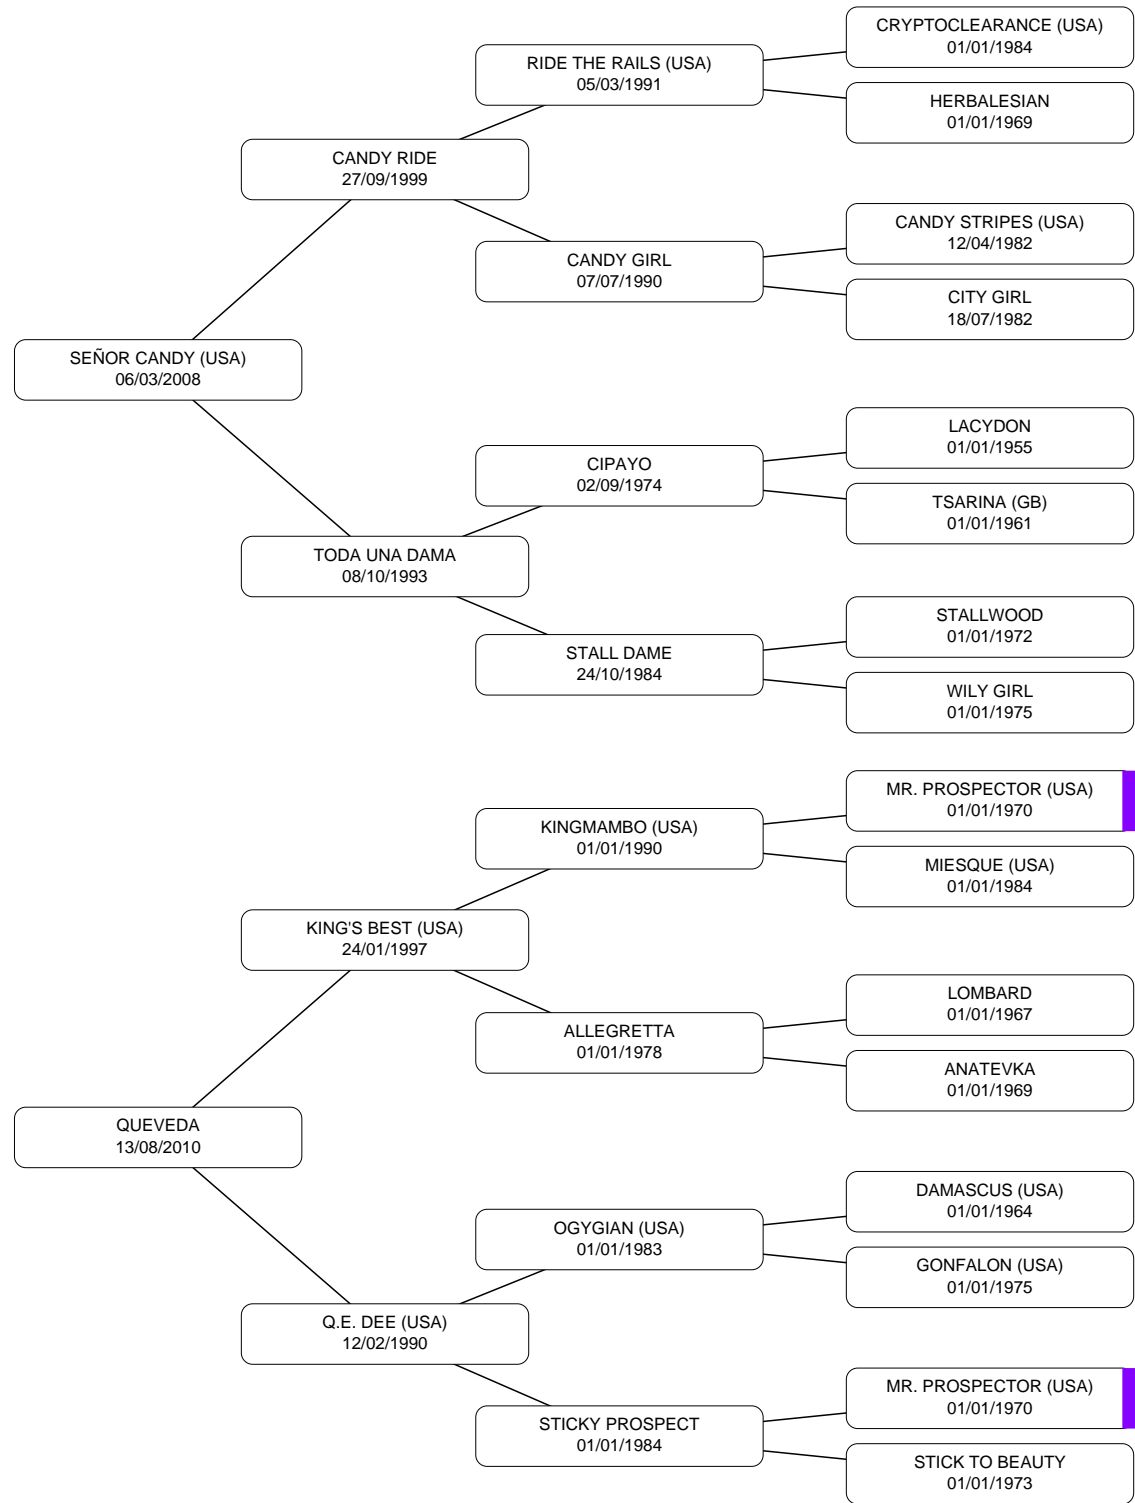 CRYPTOCLEARANCE (USA)
01/01/1984
RIDE THE RAILS (USA)
05/03/1991
HERBALESIAN
01/01/1969
CANDY RIDE
27/09/1999
CANDY STRIPES (USA)
12/04/1982
CANDY GIRL
07/07/1990
CITY GIRL
18/07/1982
SEÑOR CANDY (USA)
06/03/2008
LACYDON
01/01/1955
CIPAYO
02/09/1974
TSARINA (GB)
01/01/1961
TODA UNA DAMA
08/10/1993
STALLWOOD
01/01/1972
STALL DAME
24/10/1984
WILY GIRL
01/01/1975
MR. PROSPECTOR (USA)
01/01/1970
KINGMAMBO (USA)
01/01/1990
MIESQUE (USA)
01/01/1984
KING'S BEST (USA)
24/01/1997
LOMBARD
01/01/1967
ALLEGRETTA
01/01/1978
ANATEVKA
01/01/1969
QUEVEDA
13/08/2010
DAMASCUS (USA)
01/01/1964
OGYGIAN (USA)
01/01/1983
GONFALON (USA)
01/01/1975
Q.E. DEE (USA)
12/02/1990
MR. PROSPECTOR (USA)
01/01/1970
STICKY PROSPECT
01/01/1984
STICK TO BEAUTY
01/01/1973